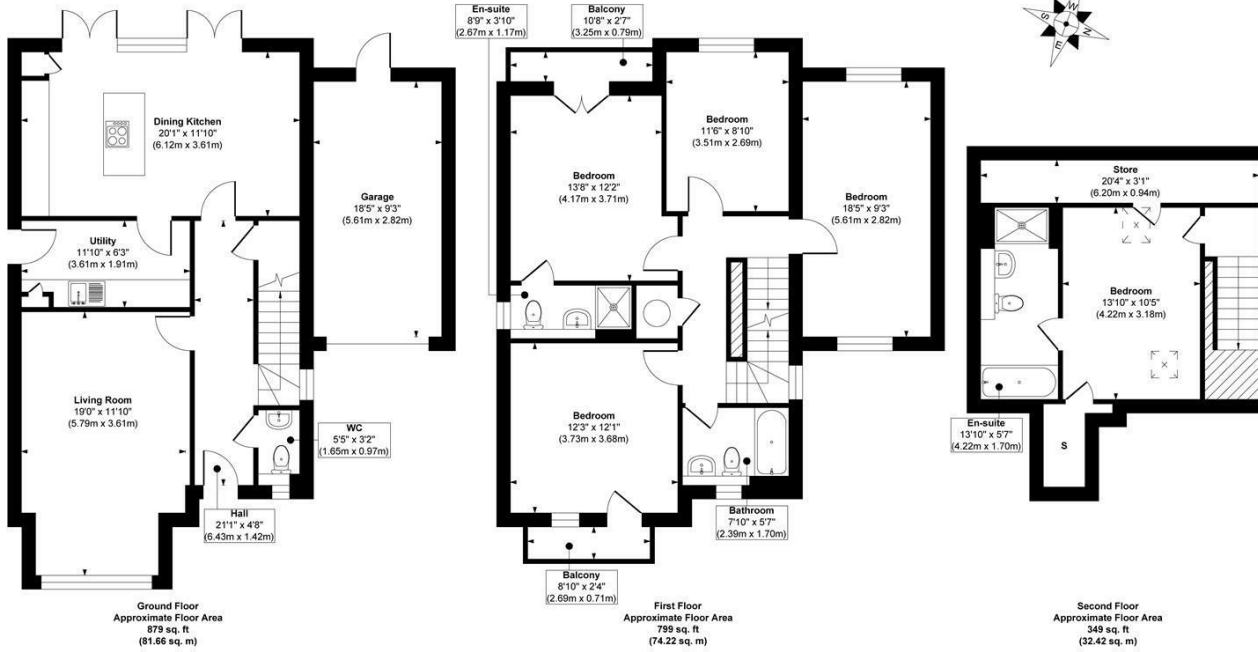 En-suite
8'9" x 3'10"
(2.67m x 1.17m)
Balcony
10'8" x 2'7"
(3.25m x 0.79m)
N
E
S
W
Dining Kitchen
20'1" x 11'10"
(6.12m x 3.61m)
Garage
18'5" x 9'3"
(5.61m x 2.82m)
Utility
11'10" x 6'3"
(3.61m x 1.91m)
Living Room
19'0" x 11'10"
(5.79m x 3.61m)
WC
5'5" x 3'2"
(1.65m x 0.97m)
Hall
21'1" x 4'8"
(6.43m x 1.42m)
Ground Floor
Approximate Floor Area
879 sq. ft
(81.66 sq. m)
Bedroom
11'6" x 8'10"
(3.51m x 2.69m)
Bedroom
13'8" x 12'2"
(4.17m x 3.71m)
Bedroom
18'5" x 9'3"
(5.61m x 2.82m)
Bedroom
12'3" x 12'1"
(3.73m x 3.68m)
Bathroom
7'10" x 5'7"
(2.39m x 1.70m)
Balcony
8'10" x 2'4"
(2.69m x 0.71m)
First Floor
Approximate Floor Area
799 sq. ft
(74.22 sq. m)
Store
20'4" x 3'1"
(6.20m x 0.94m)
Bedroom
13'10" x 10'5"
(4.22m x 3.18m)
En-suite
13'10" x 5'7"
(4.22m x 1.70m)
S
Second Floor
Approximate Floor Area
349 sq. ft
(32.42 sq. m)